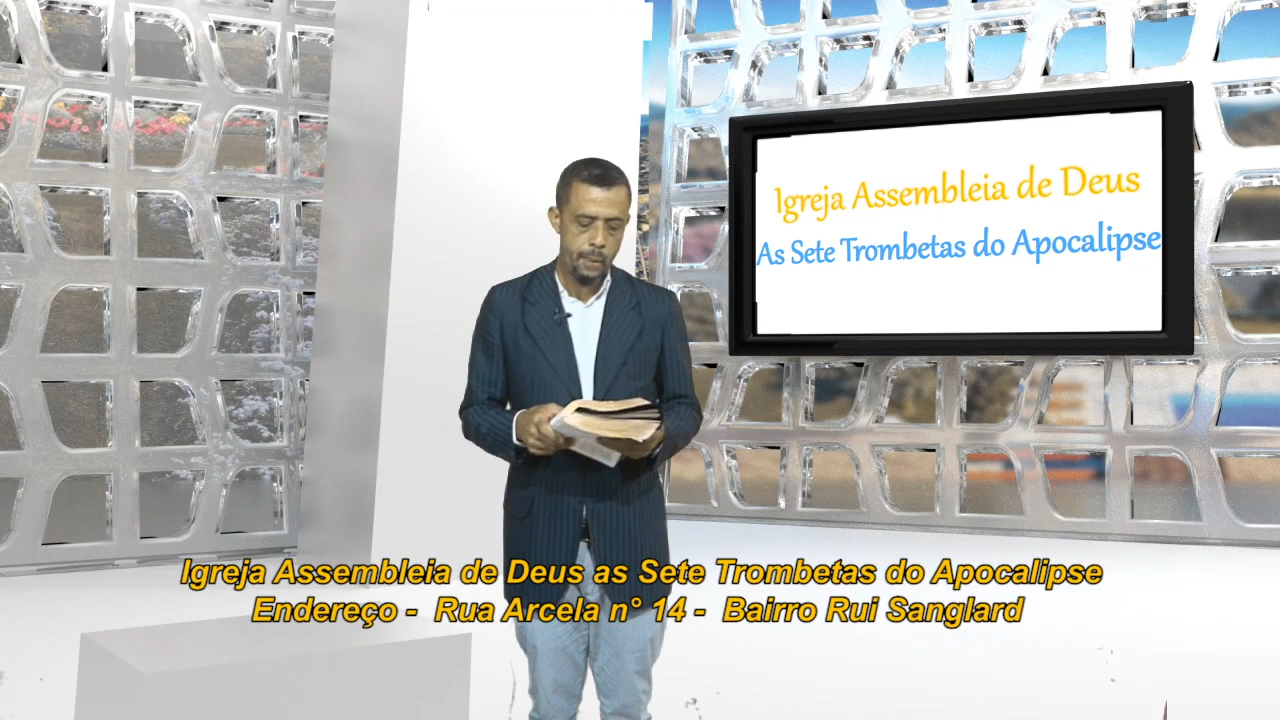 Igreja Assembleia de Deus
As Sete Trombetas do Apocalipse
Igreja Assembleia de Deus as Sete Trombetas do Apocalipse
Endereço - Rua Arcela n° 14 - Bairro Rui Sanglard